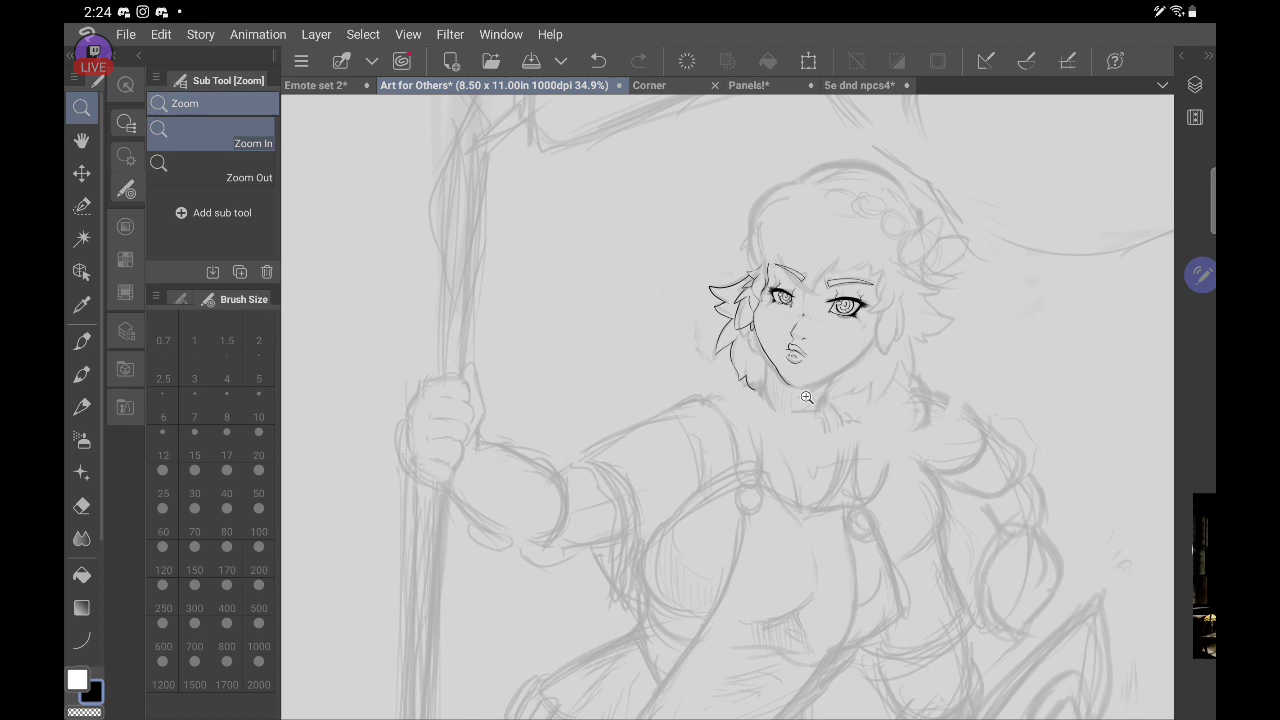 2:24
File Edit Story Animation Layer Select View Filter Window Help
LIVE
Sub Tool [Zoom]
Emote set 2* Art for Others* (8.50 x 11.00in 1000dpi 34.9%) Corner Panels!* 5e dnd npcs4*
Zoom
Zoom In
Zoom Out
Add sub tool
Brush Size
0.7 1 1.5 2
2.5 3 4 5
6 7 8 10
12 15 17 20
25 30 40 50
60 70 80 100
120 150 170 200
250 300 400 500
600 700 800 1000
1200 1500 1700 2000